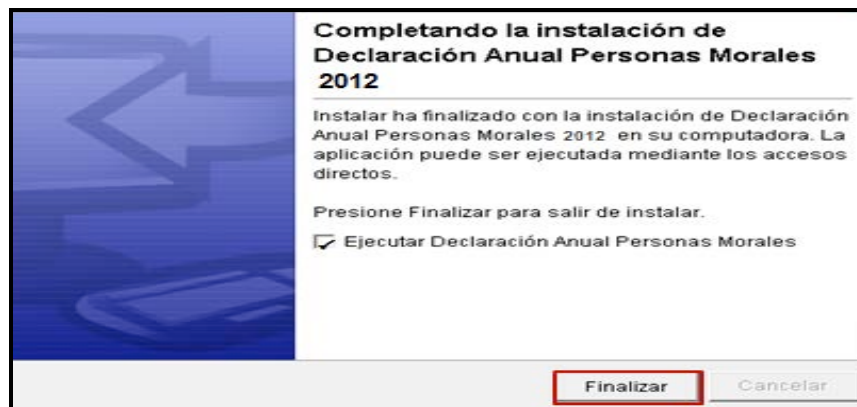 Completando la instalación de
Declaración Anual Personas Morales
2012
Instalar ha finalizado con la instalación de Declaración
Anual Personas Morales 2012 en su computadora. La
aplicación puede ser ejecutada mediante los accesos
directos.
Presione Finalizar para salir de instalar.
Ejecutar Declaración Anual Personas Morales
Finalizar
Cancelar